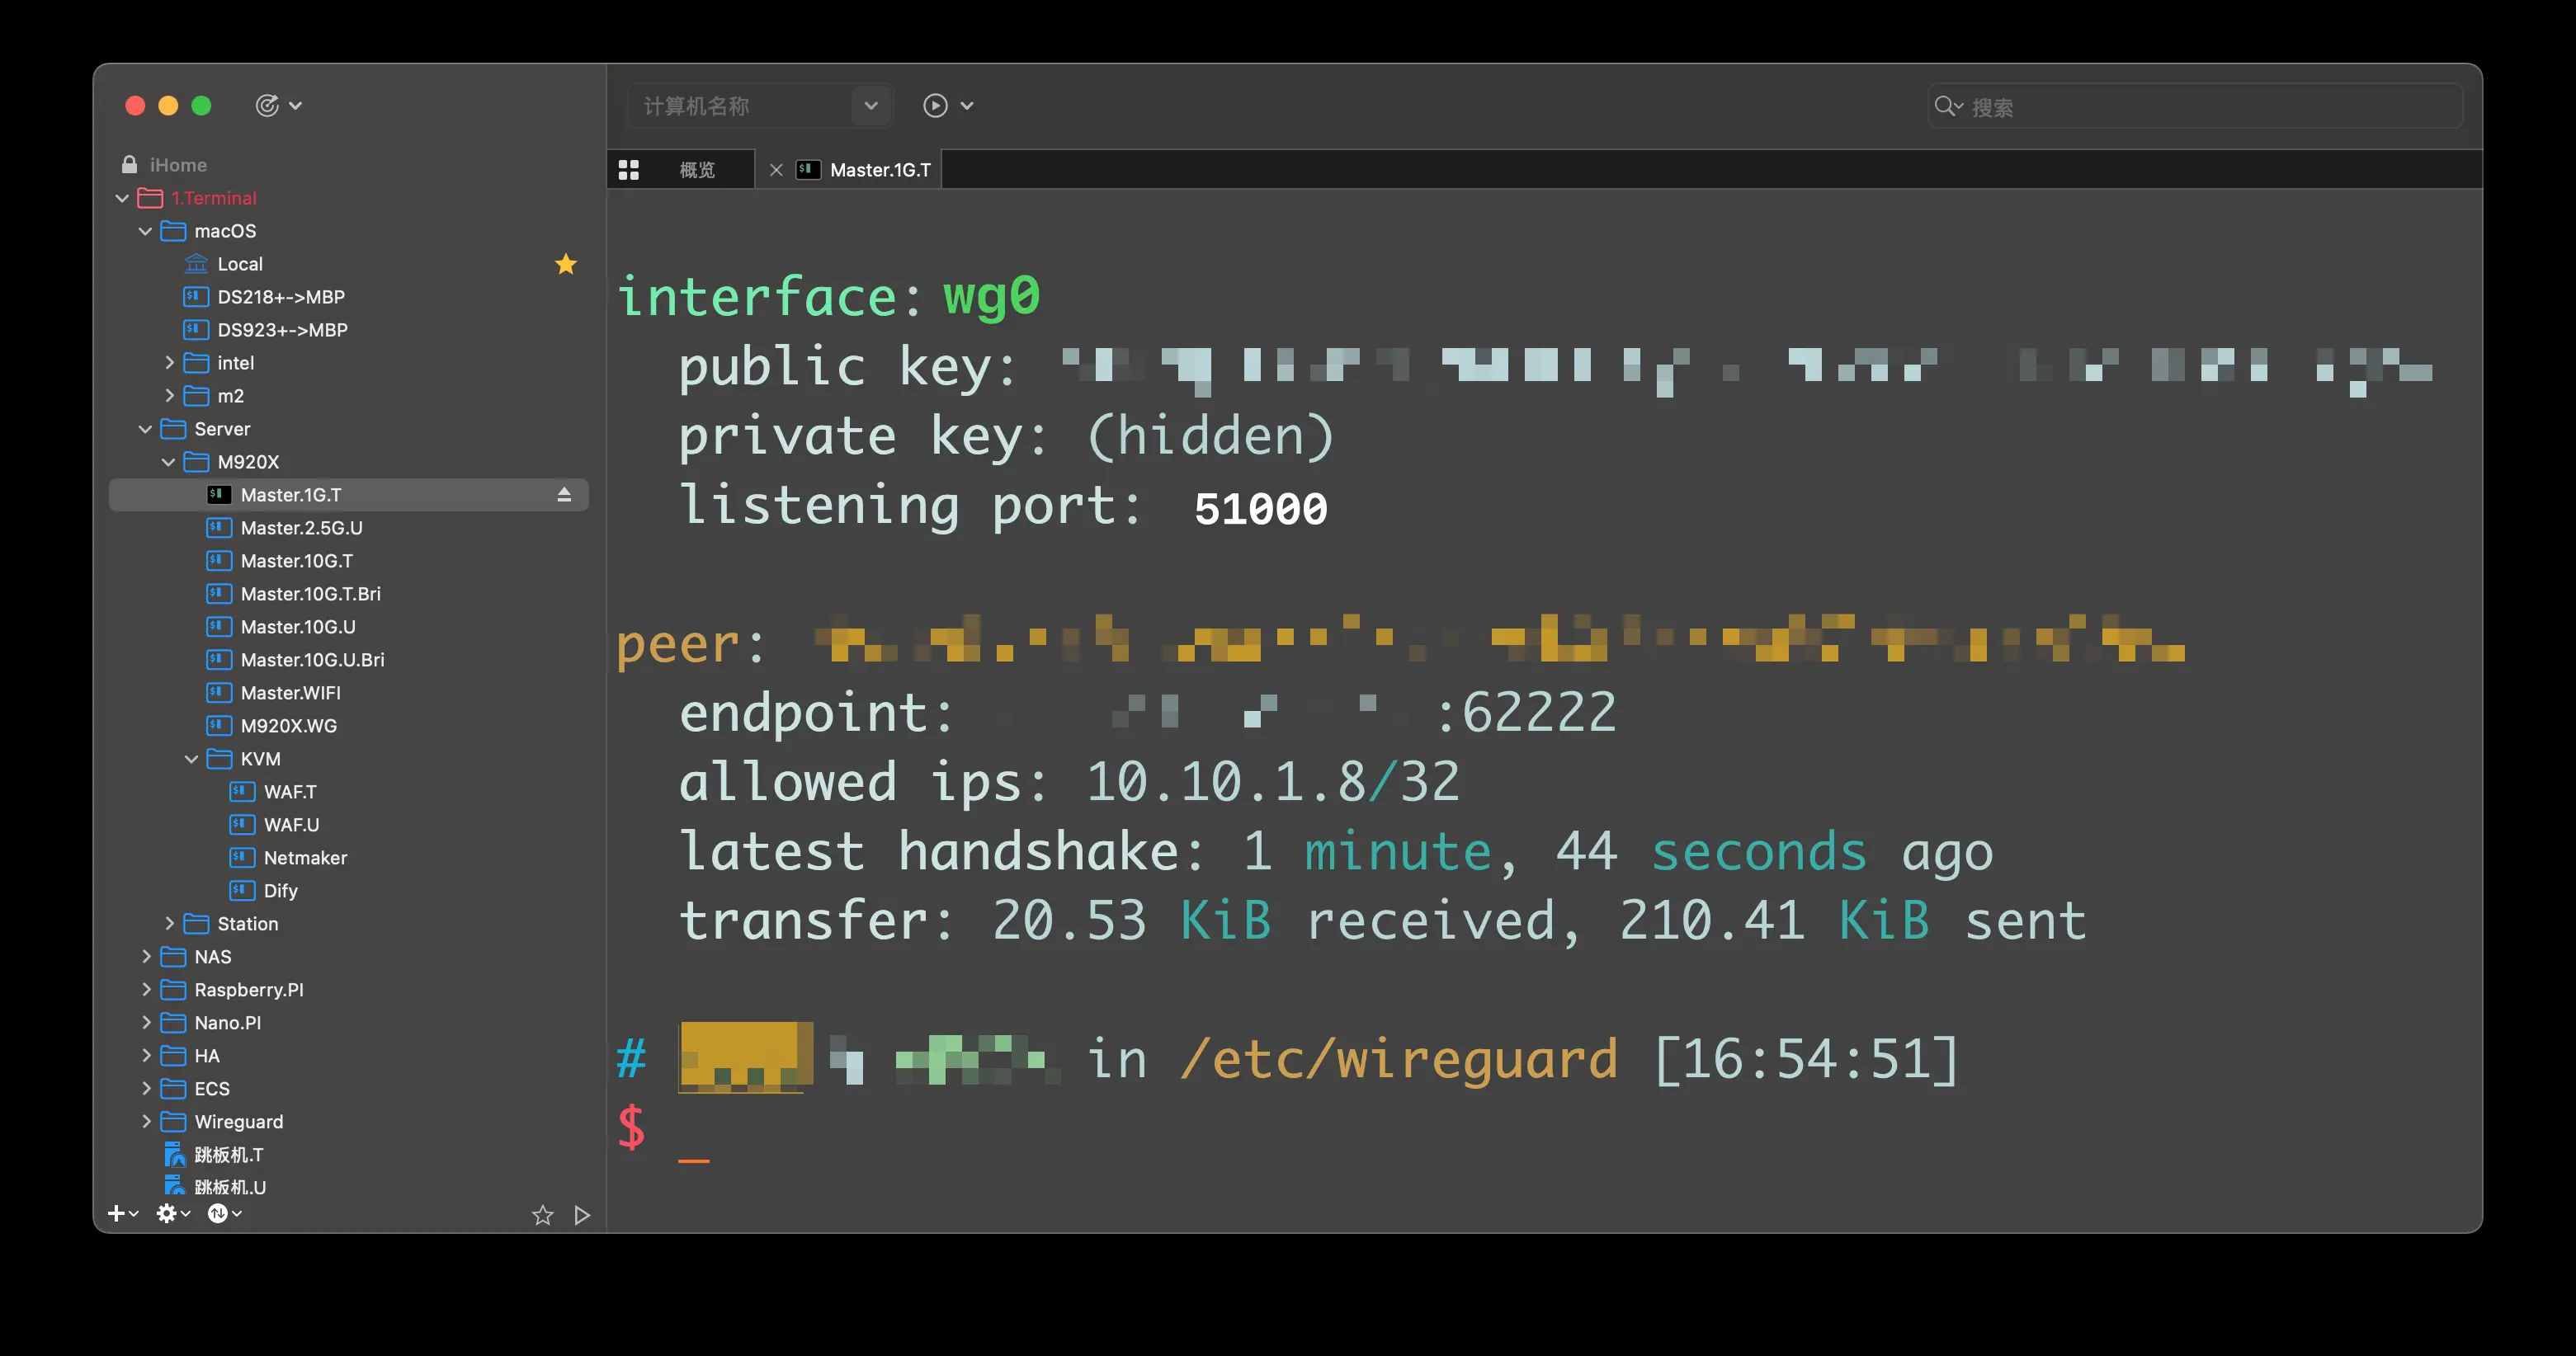 计算机名称
搜索
iHome
1.Terminal
macOS
Local
DS218+->MBP
DS923+->MBP
intel
m2
Server
M920X
Master.1G.T
Master.2.5G.U
Master.10G.T
Master.10G.T.Bri
Master.10G.U
Master.10G.U.Bri
Master.WIFI
M920X.WG
KVM
WAF.T
WAF.U
Netmaker
Dify
Station
NAS
Raspberry.PI
Nano.PI
HA
ECS
Wireguard
跳板机.T
跳板机.U
概览
Master.1G.T
interface: wg0
public key:
private key: (hidden)
listening port: 51000
peer:
endpoint: :62222
allowed ips: 10.10.1.8/32
latest handshake: 1 minute, 44 seconds ago
transfer: 20.53 KiB received, 210.41 KiB sent
# in /etc/wireguard [16:54:51]
$ _